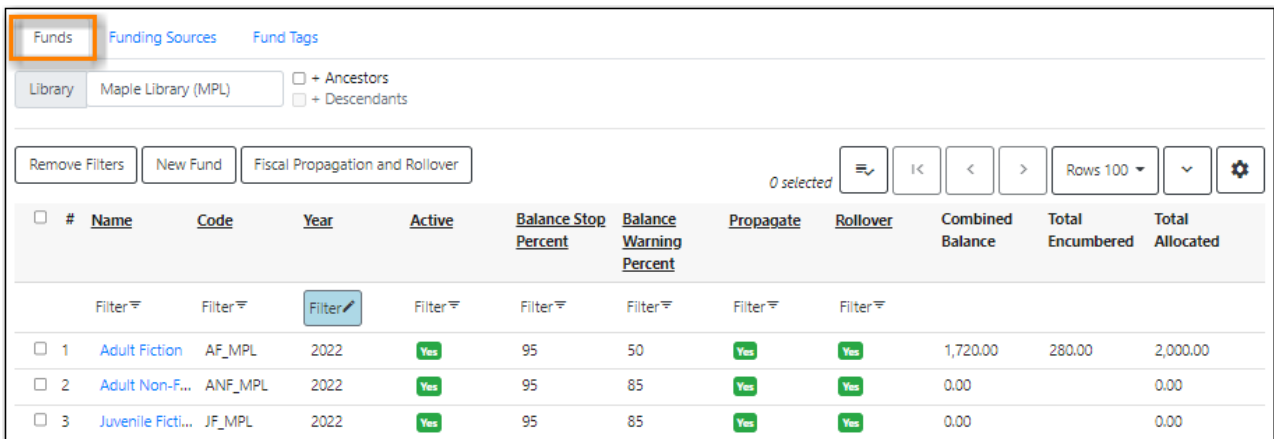 Funds Funding Sources Fund Tags
Library Maple Library (MPL) + Ancestors
+ Descendants
Remove Filters New Fund Fiscal Propagation and Rollover 0 selected Rows 100
# Name Code Year Active Balance Stop Percent Balance Warning Percent Propagate Rollover Combined Balance Total Encumbered Total Allocated
Filter Filter Filter Filter Filter Filter Filter Filter
1 Adult Fiction AF_MPL 2022 Yes 95 50 Yes Yes 1,720.00 280.00 2,000.00
2 Adult Non-F... ANF_MPL 2022 Yes 95 85 Yes Yes 0.00 0.00
3 Juvenile Ficti... JF_MPL 2022 Yes 95 85 Yes Yes 0.00 0.00